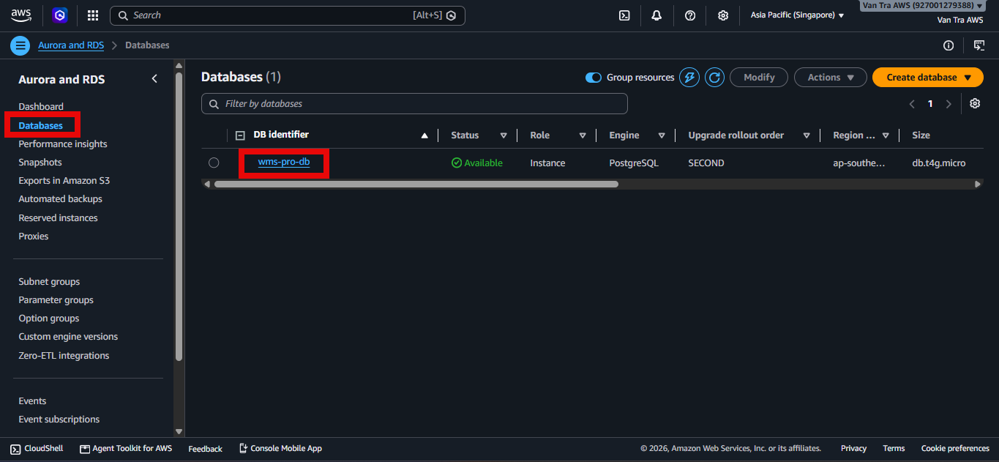 aws
Search [Alt+S]
Asia Pacific (Singapore)
Van Tra AWS (927001279388)
Van Tra AWS
Aurora and RDS > Databases
Aurora and RDS
Dashboard
Databases
Performance insights
Snapshots
Exports in Amazon S3
Automated backups
Reserved instances
Proxies
Subnet groups
Parameter groups
Option groups
Custom engine versions
Zero-ETL integrations
Events
Event subscriptions
Databases (1)
Group resources
Modify
Actions
Create database
Filter by databases
1
DB identifier Status Role Engine Upgrade rollout order Region ... Size
wms-pro-db Available Instance PostgreSQL SECOND ap-southe... db.t4g.micro
CloudShell Agent Toolkit for AWS Feedback Console Mobile App © 2026, Amazon Web Services, Inc. or its affiliates. Privacy Terms Cookie preferences